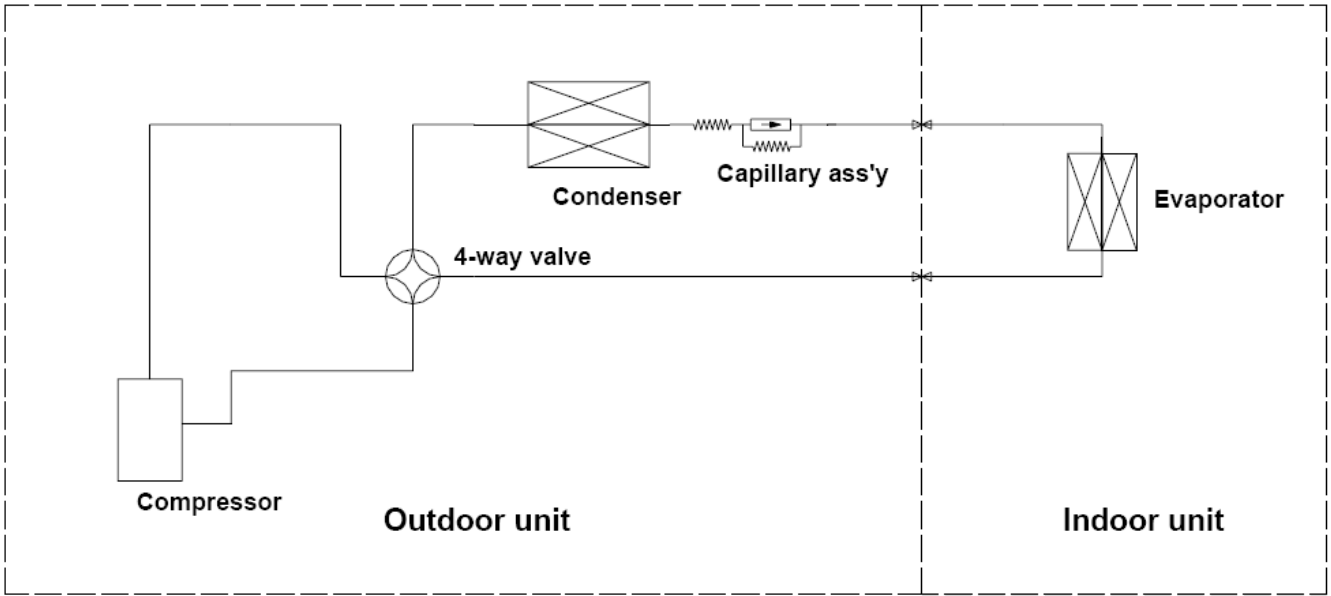 Condenser
Capillary ass'y
Evaporator
4-way valve
Compressor
Outdoor unit
Indoor unit